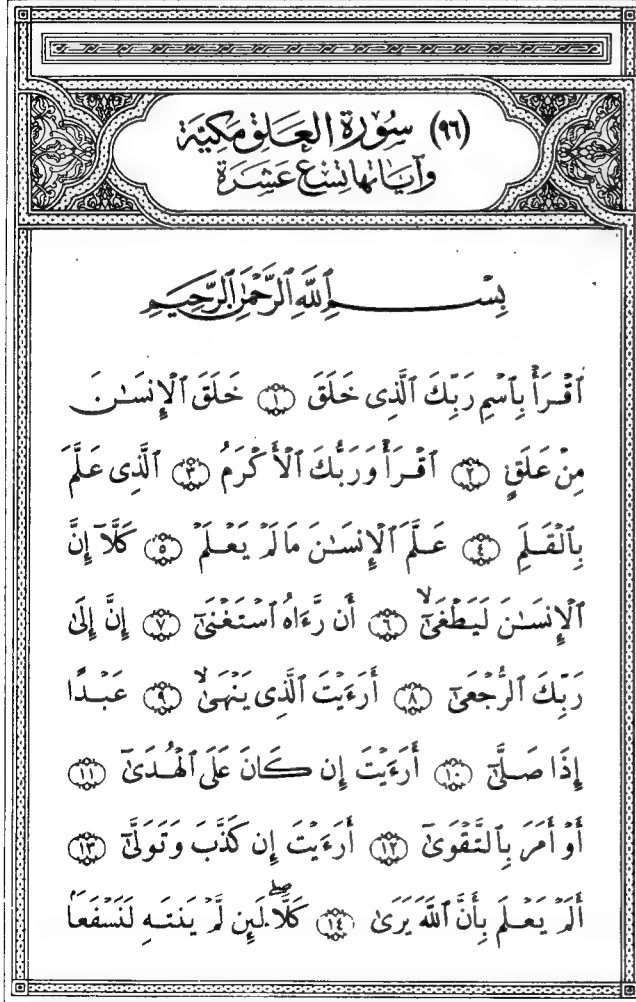 (٩٦) سُورَة العَلَق مَكيّة
وَآيَاتها تِسْع عَشِرَة
بِسْمِ ٱللَّهِ ٱلرَّحْمَٰنِ ٱلرَّحِيمِ
ٱقْرَأْ بِٱسْمِ رَبِّكَ ٱلَّذِى خَلَقَ ١ خَلَقَ ٱلْإِنسَٰنَ
مِنْ عَلَقٍ ٢ ٱقْرَأْ وَرَبُّكَ ٱلْأَكْرَمُ ٣ ٱلَّذِى عَلَّمَ
بِٱلْقَلَمِ ٤ عَلَّمَ ٱلْإِنسَٰنَ مَا لَمْ يَعْلَمْ ٥ كَلَّآ إِنَّ
ٱلْإِنسَٰنَ لَيَطْغَىٰٓ ۙ ٦ أَن رَّءَاهُ ٱسْتَغْنَىٰٓ ٧ إِنَّ إِلَىٰ
رَبِّكَ ٱلرُّجْعَىٰٓ ٨ أَرَءَيْتَ ٱلَّذِى يَنْهَىٰ ۙ ٩ عَبْدًا
إِذَا صَلَّىٰٓ ١٠ أَرَءَيْتَ إِن كَانَ عَلَى ٱلْهُدَىٰٓ ١١
أَوْ أَمَرَ بِٱلتَّقْوَىٰٓ ١٢ أَرَءَيْتَ إِن كَذَّبَ وَتَوَلَّىٰٓ ١٣
أَلَمْ يَعْلَم بِأَنَّ ٱللَّهَ يَرَىٰ ١٤ كَلَّا ۖ لَئِن لَّمْ يَنتَهِ لَنَسْفَعًۢا